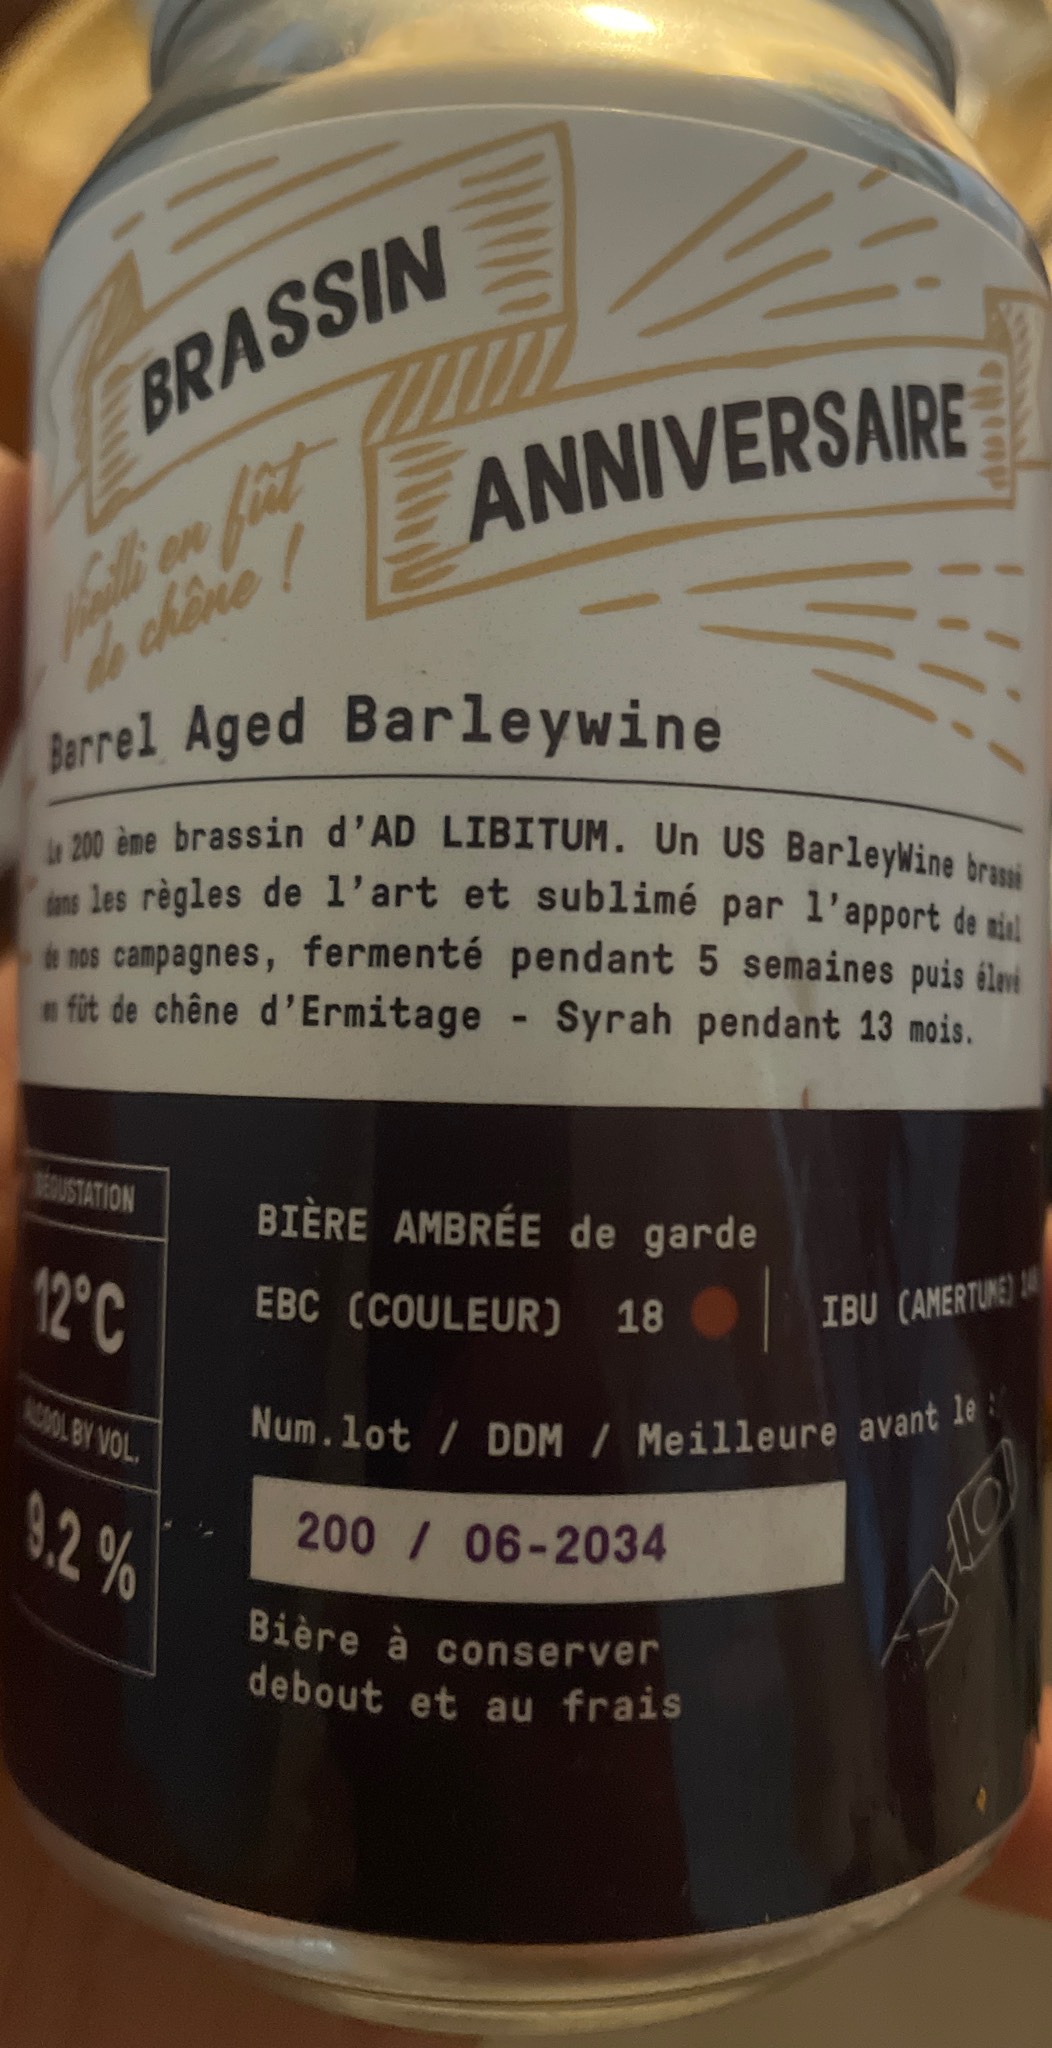 BRASSIN
ANNIVERSAIRE
Vieilli en fût
de chêne !
Barrel Aged Barleywine
Le 200 ème brassin d'AD LIBITUM. Un US BarleyWine brassé
dans les règles de l'art et sublimé par l'apport de miel
de nos campagnes, fermenté pendant 5 semaines puis élevé
en fût de chêne d'Ermitage - Syrah pendant 13 mois.
DÉGUSTATION
12°C
ALCOOL BY VOL.
9.2 %
BIÈRE AMBRÉE de garde
EBC (COULEUR) 18 | IBU (AMERTUME)
Num.lot / DDM / Meilleure avant le :
200 / 06-2034
Bière à conserver
debout et au frais